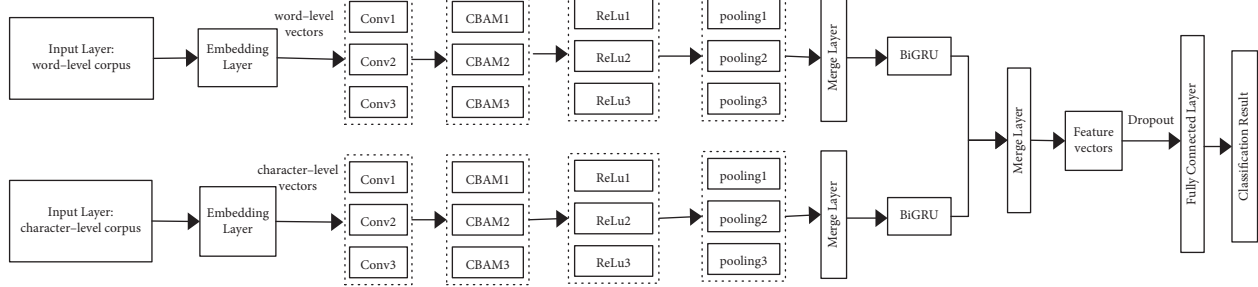 Input Layer:
word–level corpus
Embedding
Layer
word–level
vectors
Conv1
Conv2
Conv3
CBAM1
CBAM2
CBAM3
ReLu1
ReLu2
ReLu3
pooling1
pooling2
pooling3
Merge Layer
BiGRU
Input Layer:
character–level corpus
Embedding
Layer
character–level
vectors
Conv1
Conv2
Conv3
CBAM1
CBAM2
CBAM3
ReLu1
ReLu2
ReLu3
pooling1
pooling2
pooling3
Merge Layer
BiGRU
Merge Layer
Feature
vectors
Dropout
Fully Connected Layer
Classification Result